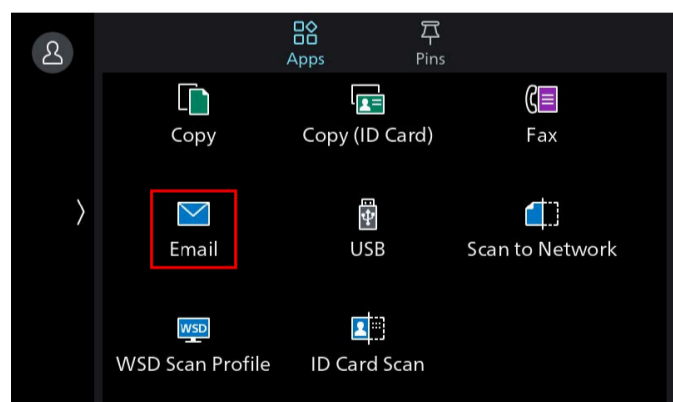 Apps Pins
Copy Copy (ID Card) Fax
Email USB Scan to Network
WSD
WSD Scan Profile ID Card Scan